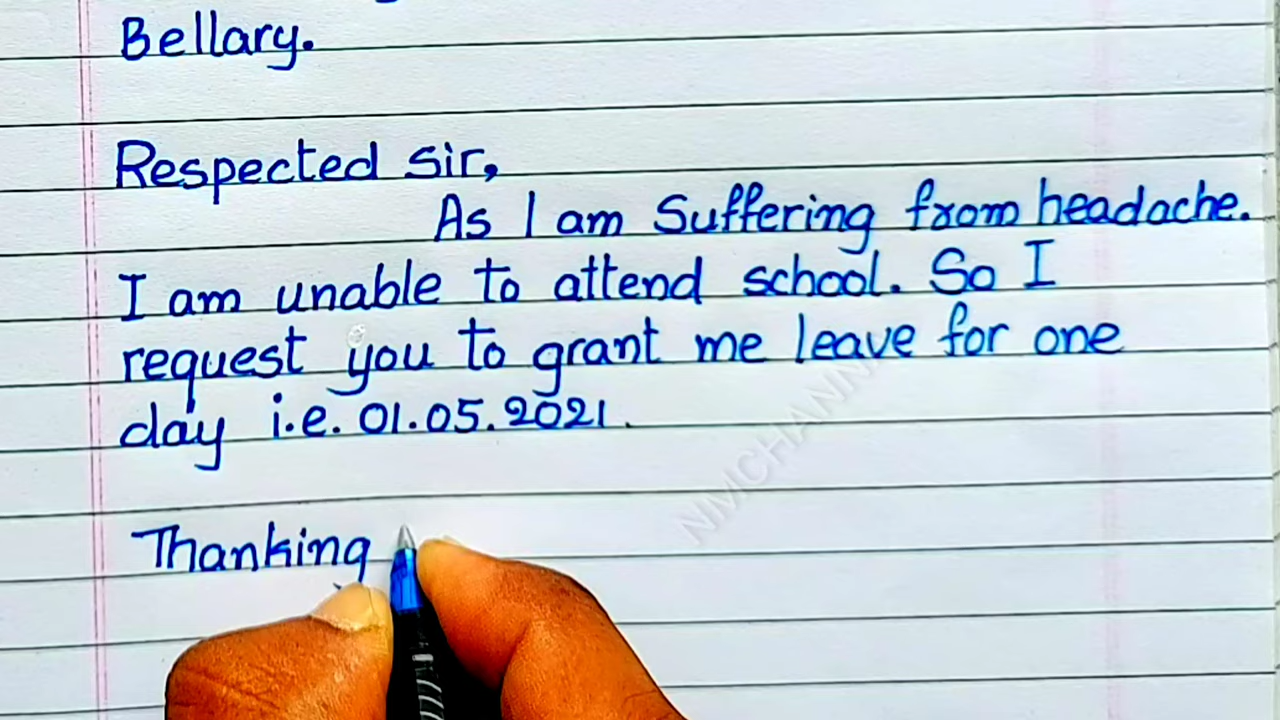 Bellary.
Respected Sir,
As I am Suffering from headache.
I am unable to attend school. So I
request you to grant me leave for one
day i.e. 01.05.2021.
Thanking